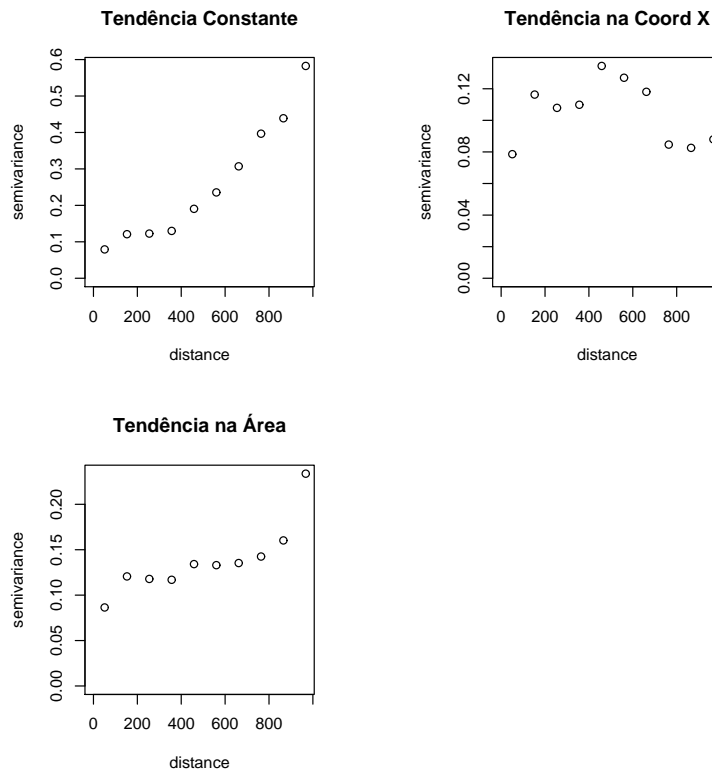 Tendência Constante
semivariance
0.0 0.1 0.2 0.3 0.4 0.5 0.6
0 200 400 600 800
distance
Tendência na Coord X
semivariance
0.00 0.04 0.08 0.12
0 200 400 600 800
distance
Tendência na Área
semivariance
0.00 0.05 0.10 0.15 0.20
0 200 400 600 800
distance